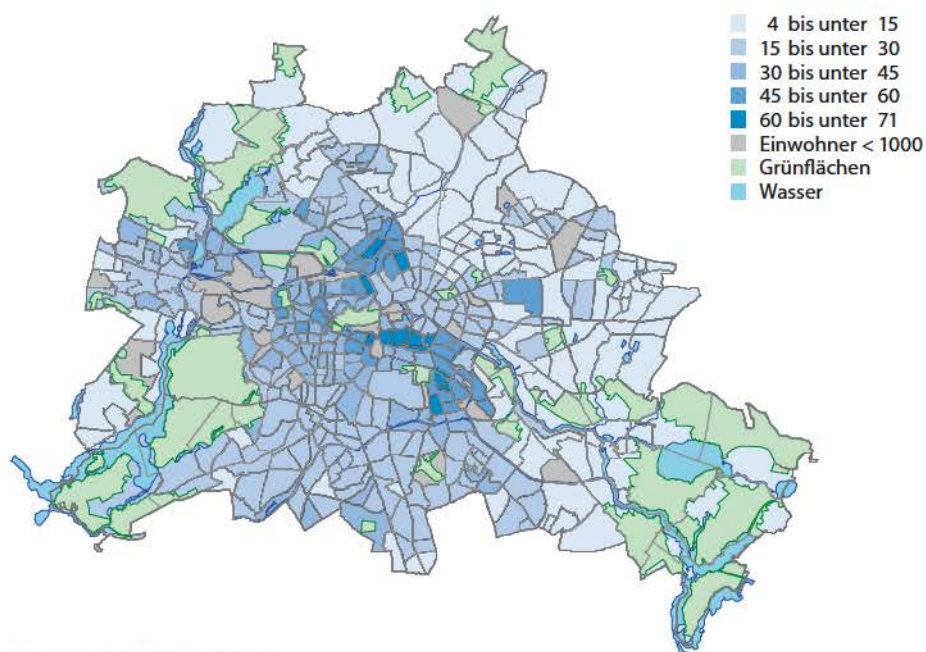 4 bis unter 15
15 bis unter 30
30 bis unter 45
45 bis unter 60
60 bis unter 71
Einwohner < 1000
Grünflächen
Wasser